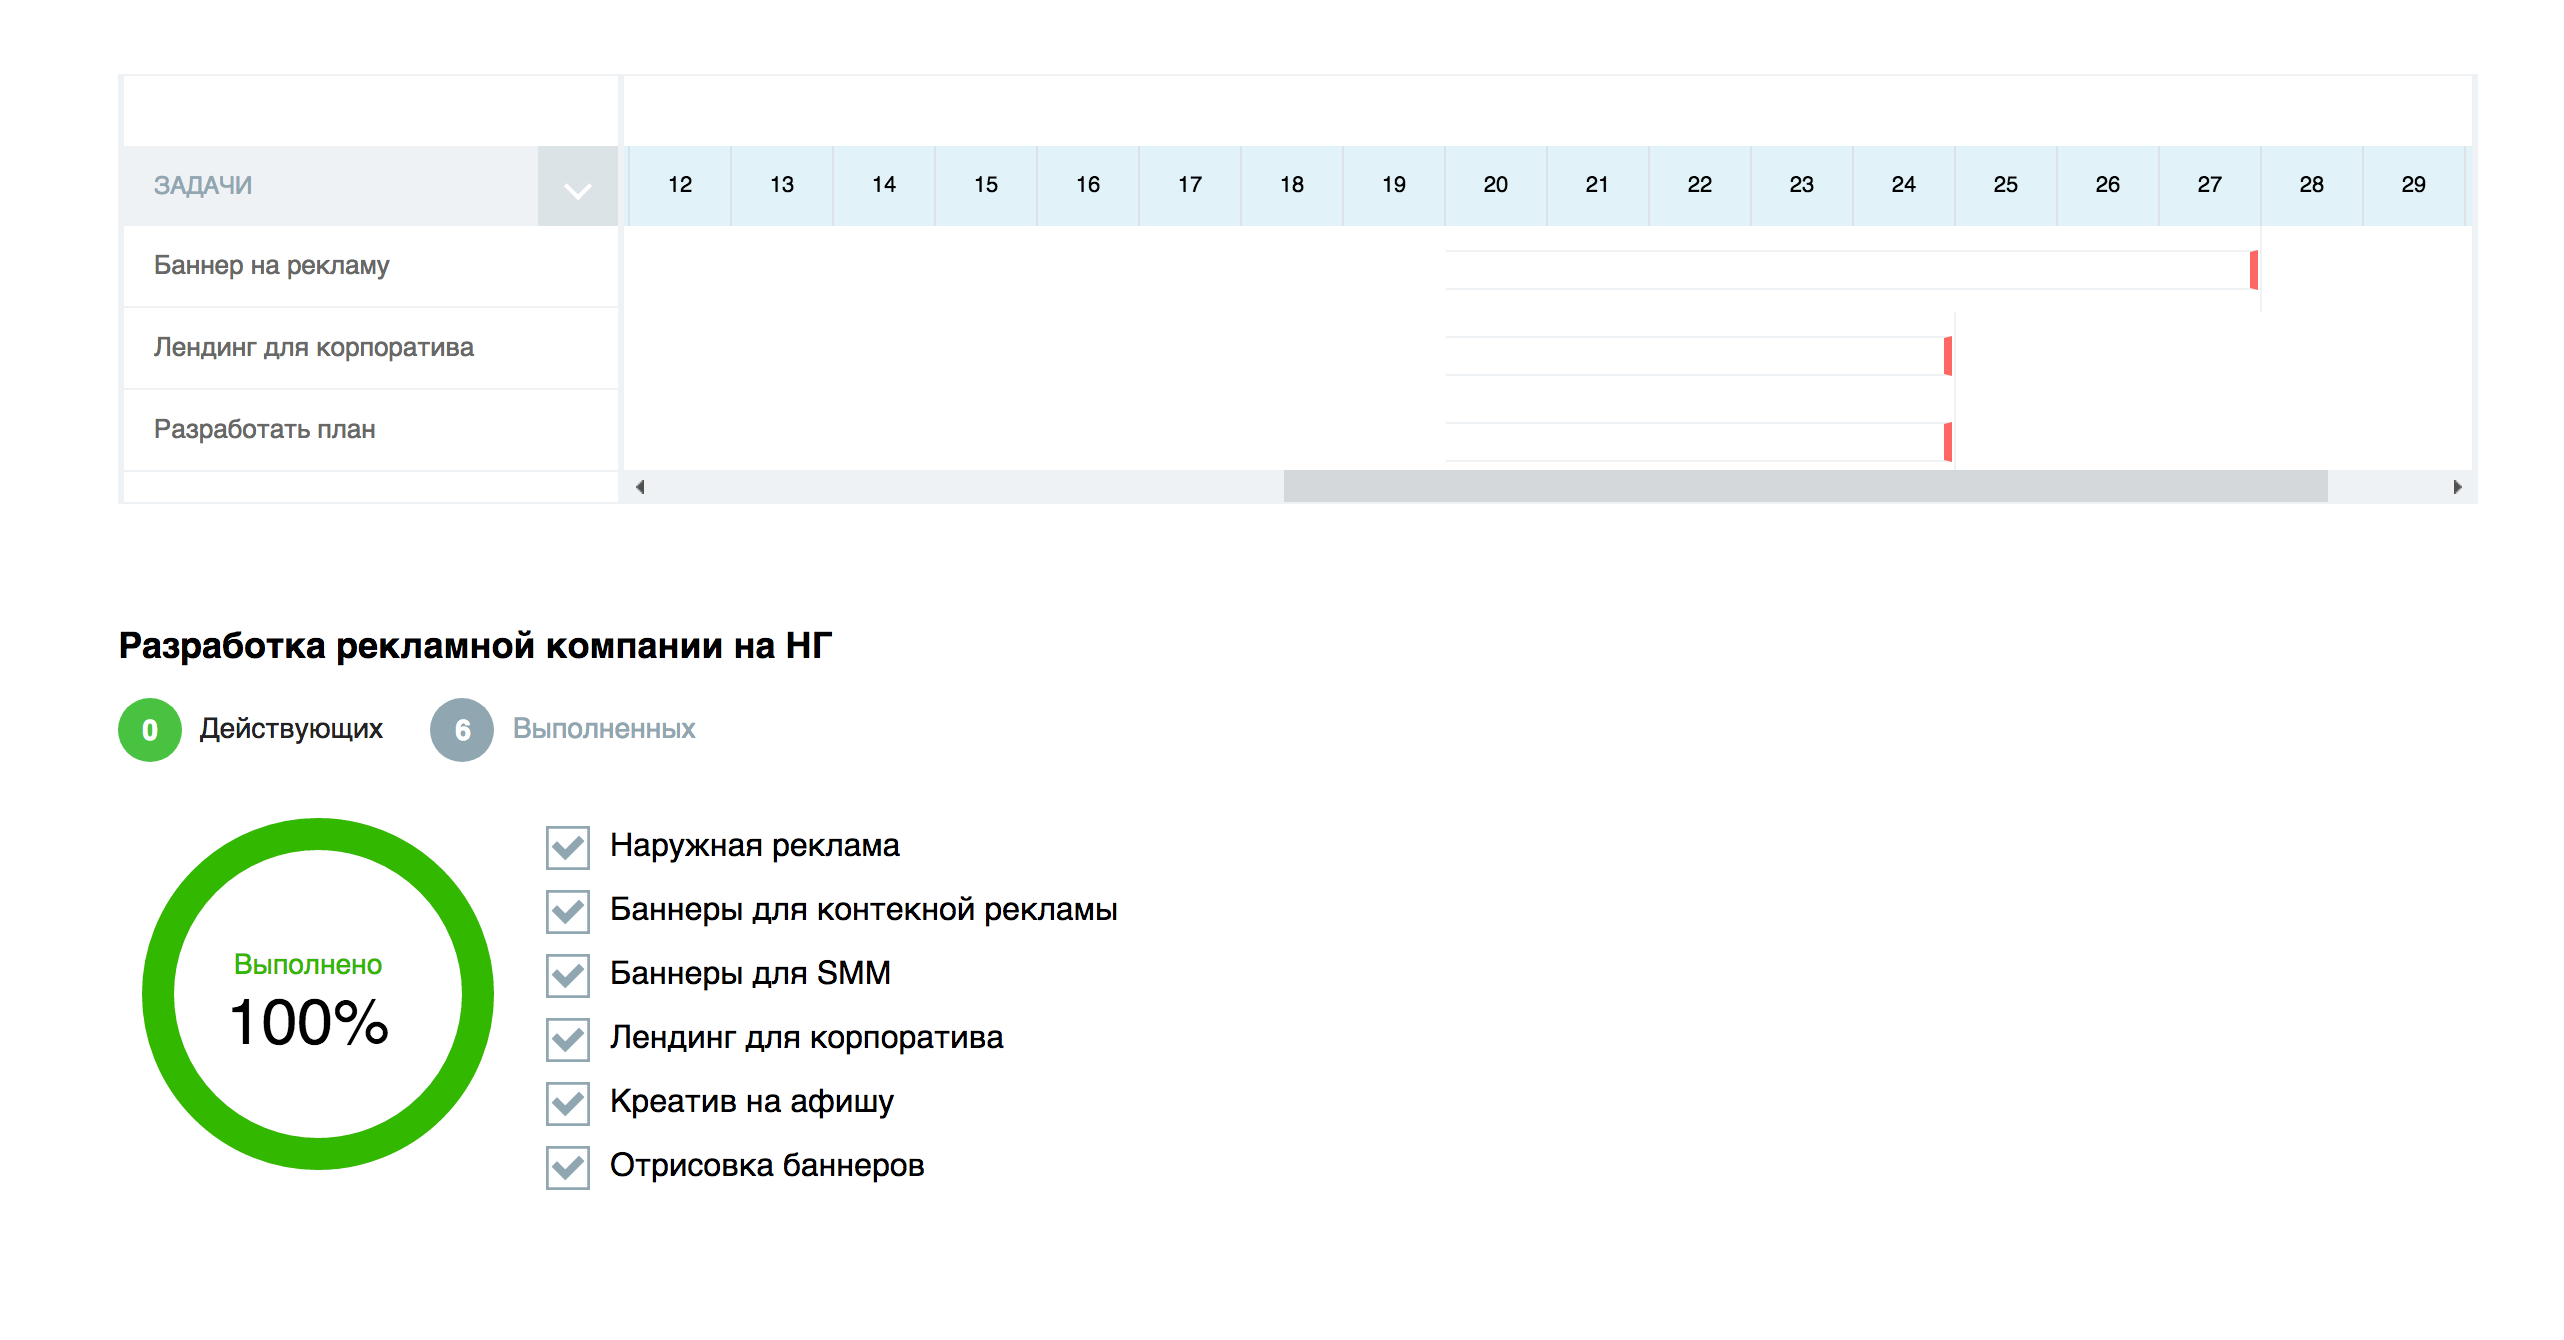 ЗАДАЧИ
12 13 14 15 16 17 18 19 20 21 22 23 24 25 26 27 28 29
Баннер на рекламу
Лендинг для корпоратива
Разработать план
Разработка рекламной компании на НГ
0 Действующих 6 Выполненных
Выполнено
100%
Наружная реклама
Баннеры для контекной рекламы
Баннеры для SMM
Лендинг для корпоратива
Креатив на афишу
Отрисовка баннеров